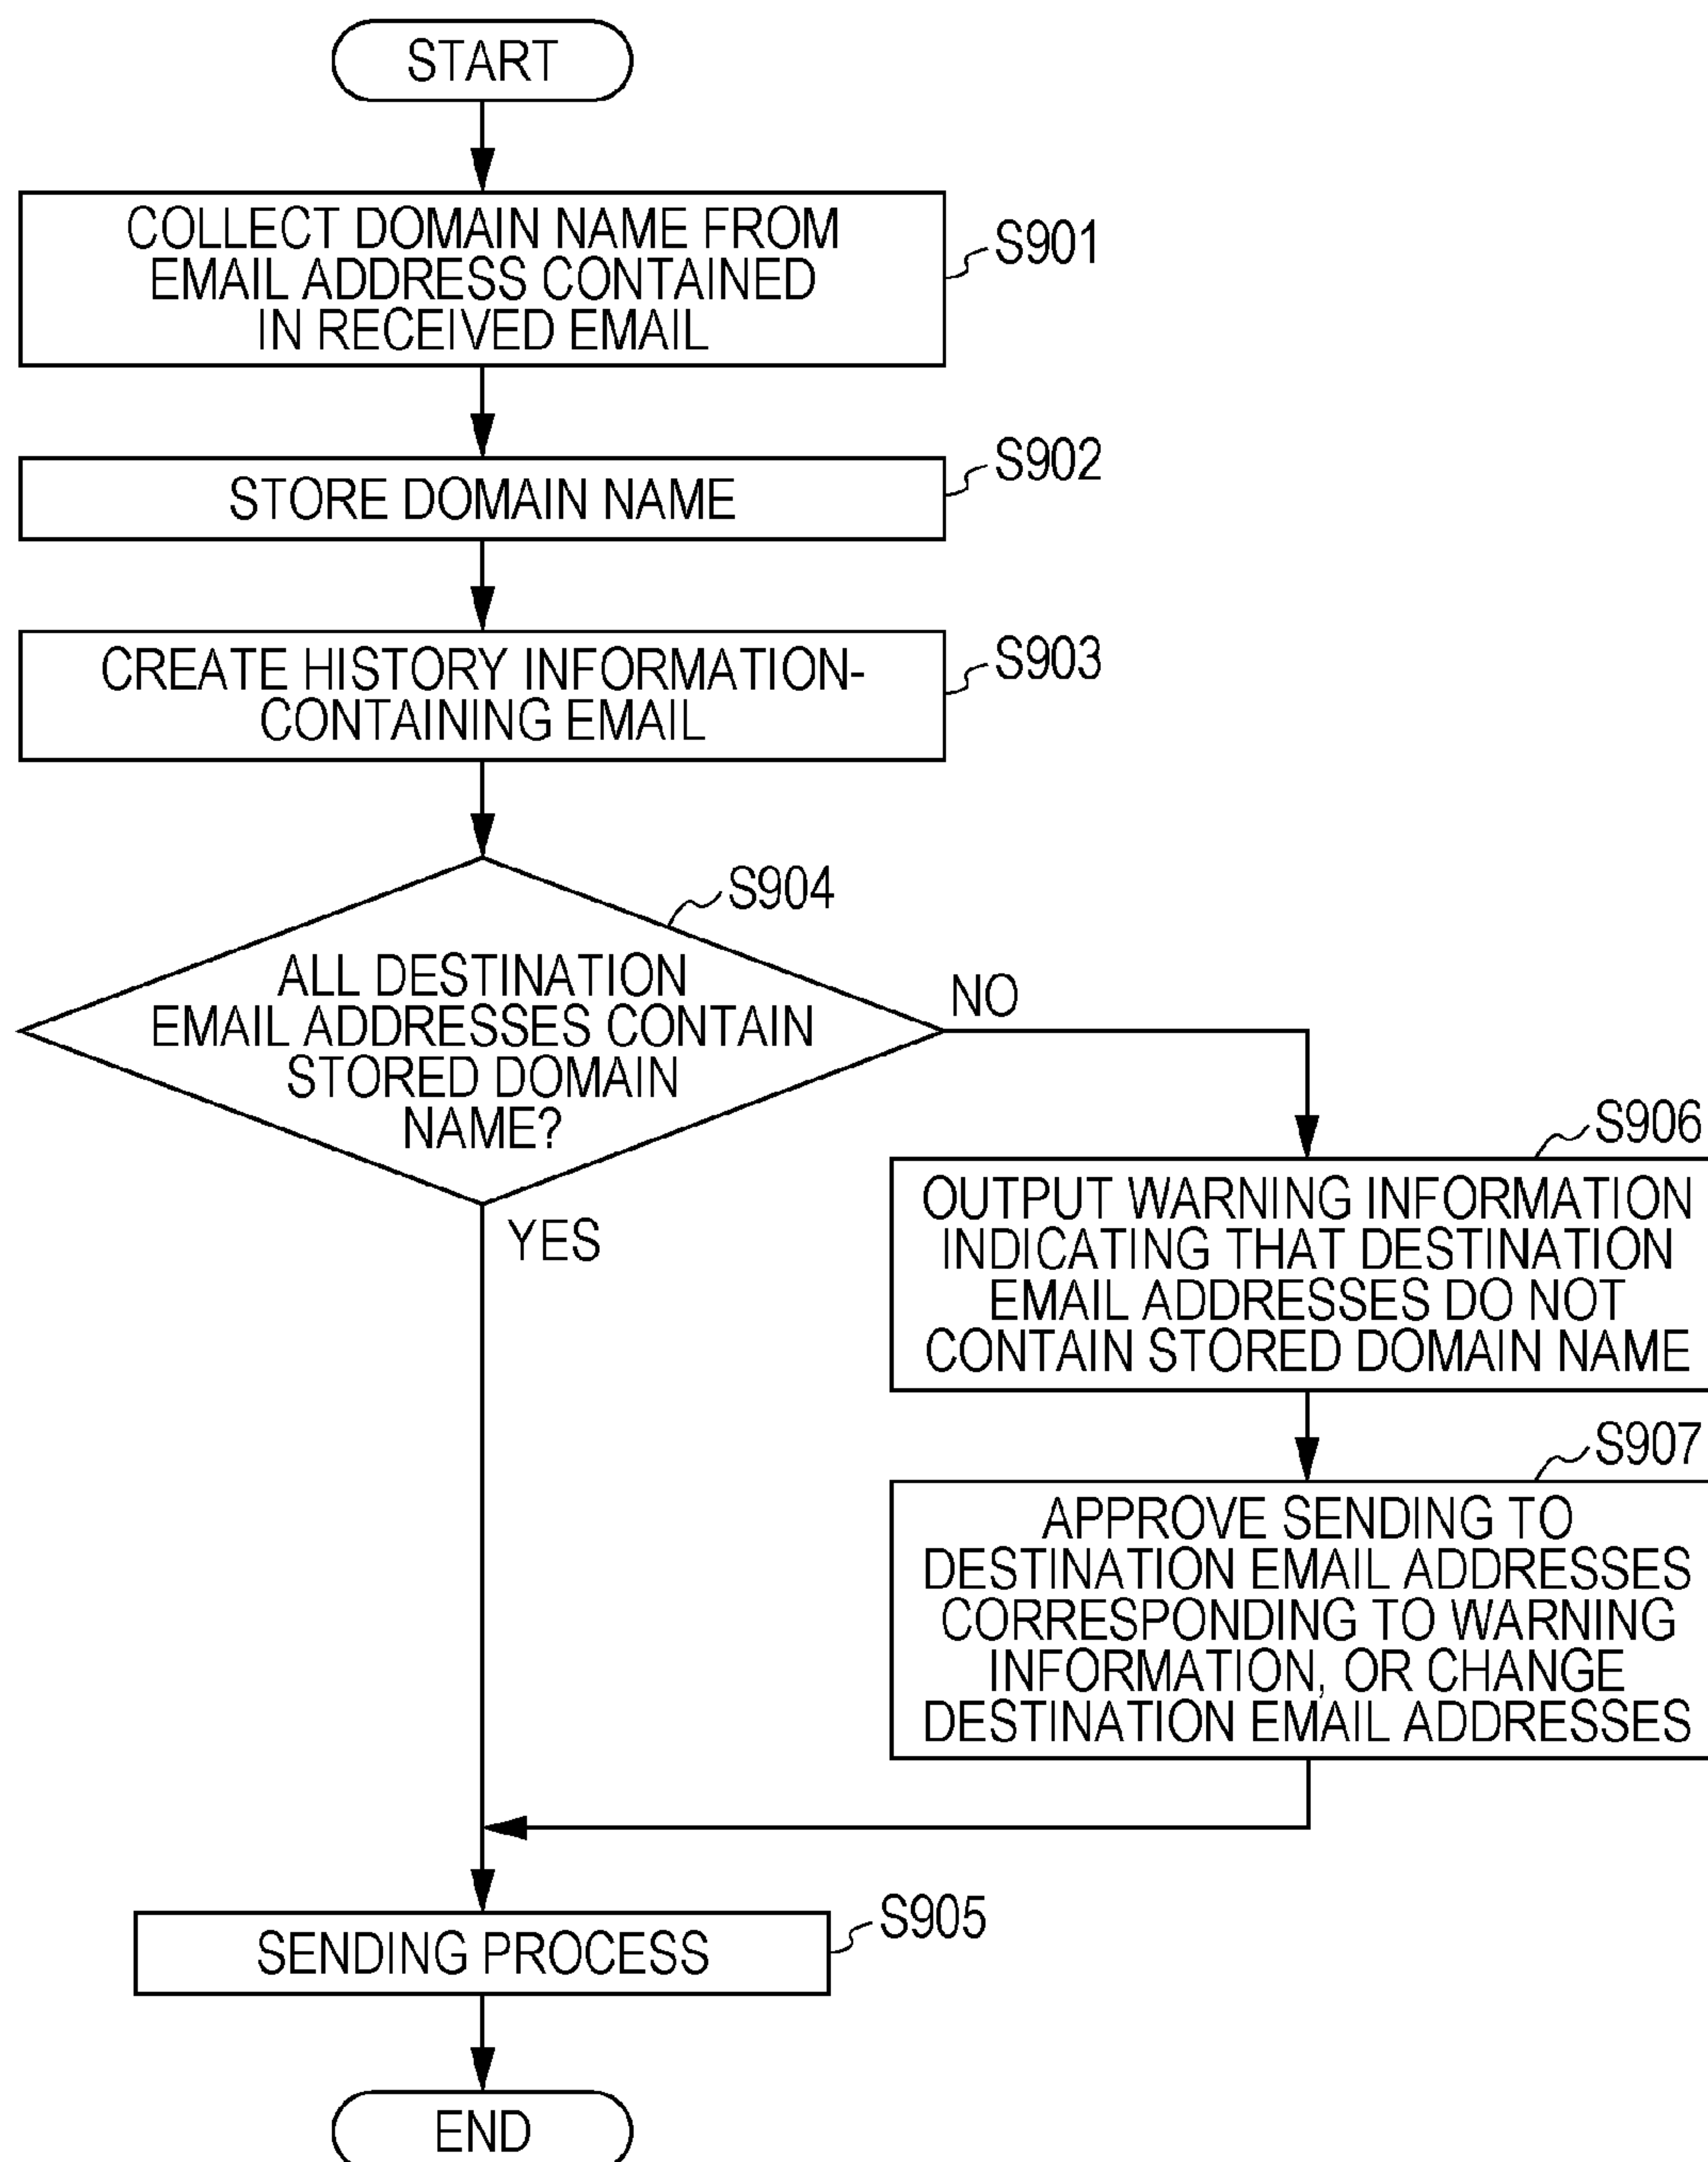 START
COLLECT DOMAIN NAME FROM
EMAIL ADDRESS CONTAINED
IN RECEIVED EMAIL
S901
STORE DOMAIN NAME
S902
CREATE HISTORY INFORMATION-
CONTAINING EMAIL
S903
S904
ALL DESTINATION
EMAIL ADDRESSES CONTAIN
STORED DOMAIN
NAME?
NO
YES
S906
OUTPUT WARNING INFORMATION
INDICATING THAT DESTINATION
EMAIL ADDRESSES DO NOT
CONTAIN STORED DOMAIN NAME
S907
APPROVE SENDING TO
DESTINATION EMAIL ADDRESSES
CORRESPONDING TO WARNING
INFORMATION, OR CHANGE
DESTINATION EMAIL ADDRESSES
SENDING PROCESS
S905
END